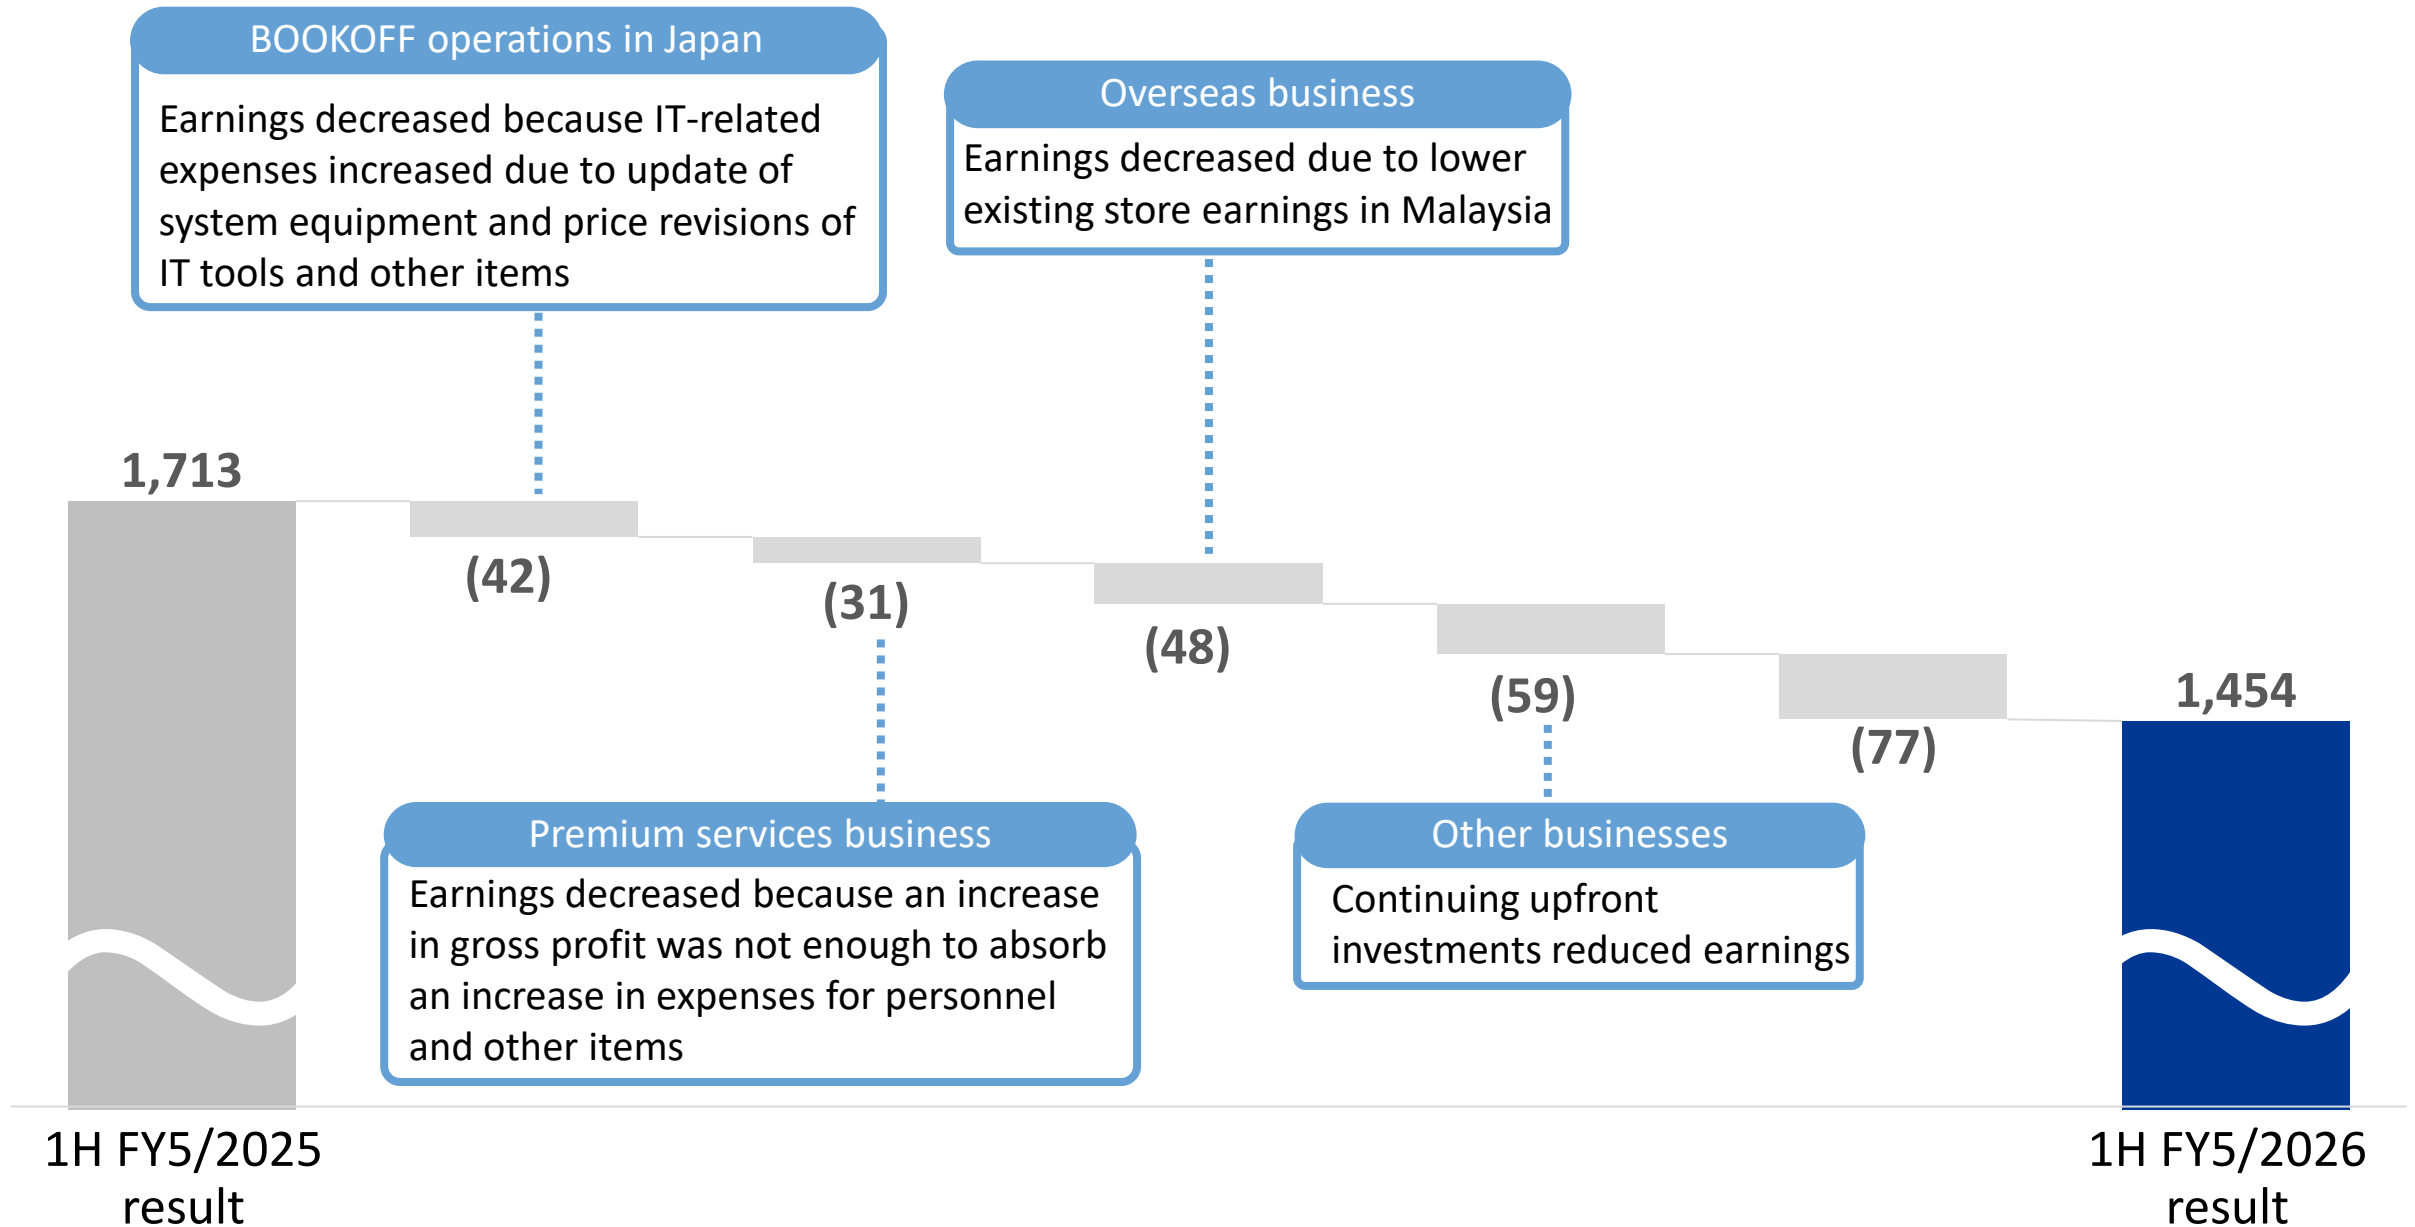 BOOKOFF operations in Japan
Earnings decreased because IT-related
expenses increased due to update of
system equipment and price revisions of
IT tools and other items
Overseas business
Earnings decreased due to lower
existing store earnings in Malaysia
1,713
(42)
(31)
(48)
(59)
(77)
1,454
Premium services business
Earnings decreased because an increase
in gross profit was not enough to absorb
an increase in expenses for personnel
and other items
Other businesses
Continuing upfront
investments reduced earnings
1H FY5/2025
result
1H FY5/2026
result